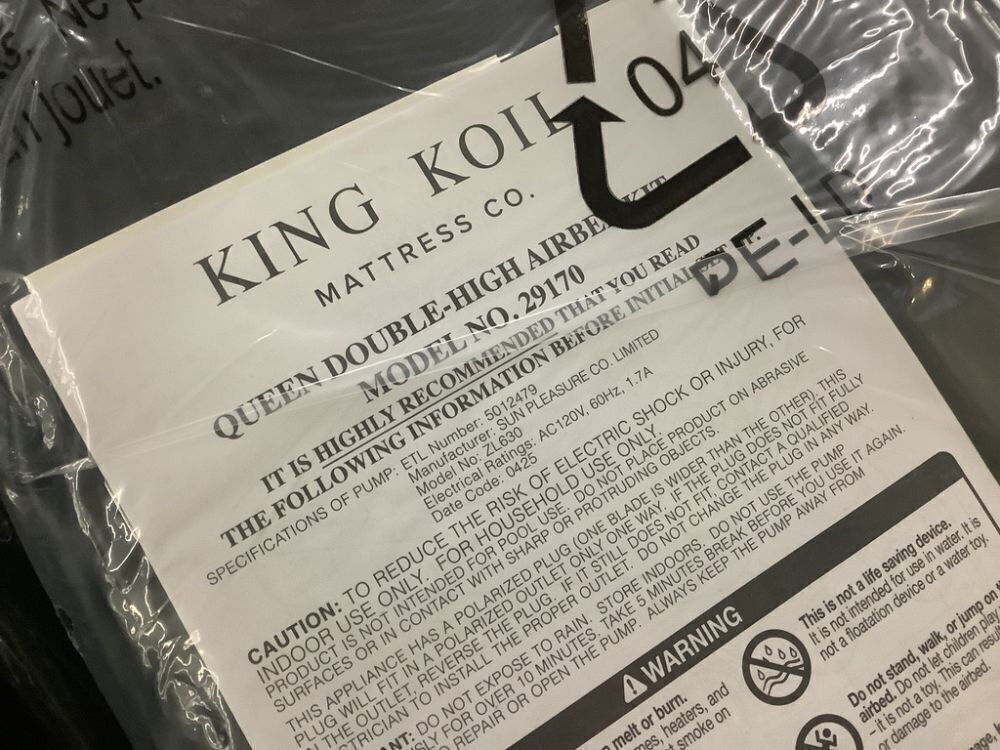 Ne
jouet.
04
PE-LD
KING KOIL
MATTRESS CO.
QUEEN DOUBLE-HIGH AIRBED KIT
MODEL NO. 29170
IT IS HIGHLY RECOMMENDED THAT YOU READ
THE FOLLOWING INFORMATION BEFORE INITIAL SET UP.
SPECIFICATIONS OF PUMP: ETL Number: 5012479
Manufacturer: SUN PLEASURE CO. LIMITED
Model No: ZL630
Electrical Ratings: AC120V, 60Hz, 1.7A
Date Code: 0425
CAUTION: TO REDUCE THE RISK OF ELECTRIC SHOCK OR INJURY, FOR
INDOOR USE ONLY. FOR HOUSEHOLD USE ONLY.
PRODUCT IS NOT INTENDED FOR POOL USE. DO NOT PLACE PRODUCT ON ABRASIVE
SURFACES OR IN CONTACT WITH SHARP OR PROTRUDING OBJECTS.
THIS APPLIANCE HAS A POLARIZED PLUG (ONE BLADE IS WIDER THAN THE OTHER). THIS
PLUG WILL FIT IN A POLARIZED OUTLET ONLY ONE WAY. IF THE PLUG DOES NOT FIT FULLY
THE OUTLET, REVERSE THE PLUG. IF IT STILL DOES NOT FIT, CONTACT A QUALIFIED
TO INSTALL THE PROPER OUTLET. DO NOT CHANGE THE PLUG IN ANY WAY.
DO NOT EXPOSE TO RAIN. STORE INDOORS. DO NOT USE THE PUMP
FOR OVER 10 MINUTES, TAKE 5 MINUTES BREAK BEFORE YOU USE IT AGAIN.
REPAIR OR OPEN THE PUMP. ALWAYS KEEP THE PUMP AWAY FROM
WARNING
melt or burn.
heaters, and
smoke on
This is not a life saving device.
It is not intended for use in water. It is
not a floatation device or a water toy.
Do not stand, walk, or jump on
airbed. Do not let children play
– it is not a toy. This can
damage to the airbed.